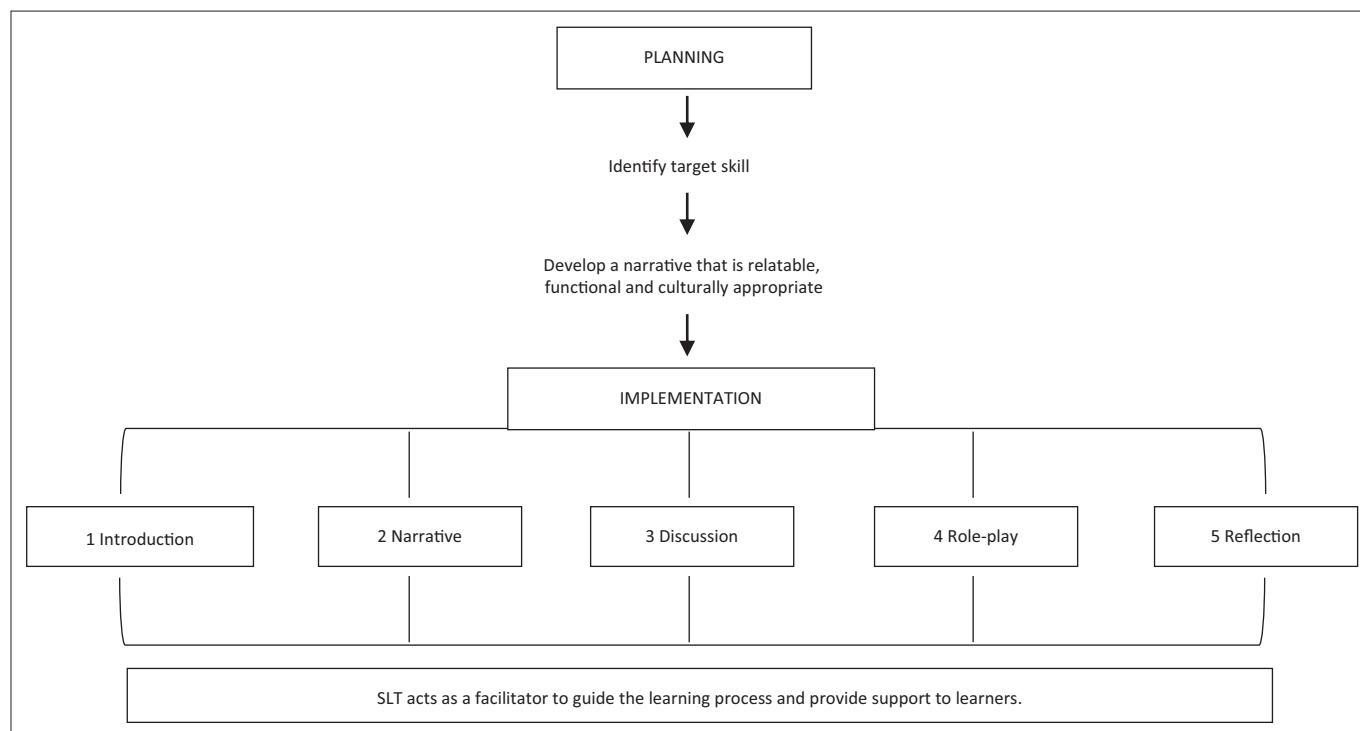 PLANNING
Identify target skill
Develop a narrative that is relatable,
functional and culturally appropriate
IMPLEMENTATION
1 Introduction
2 Narrative
3 Discussion
4 Role-play
5 Reflection
SLT acts as a facilitator to guide the learning process and provide support to learners.